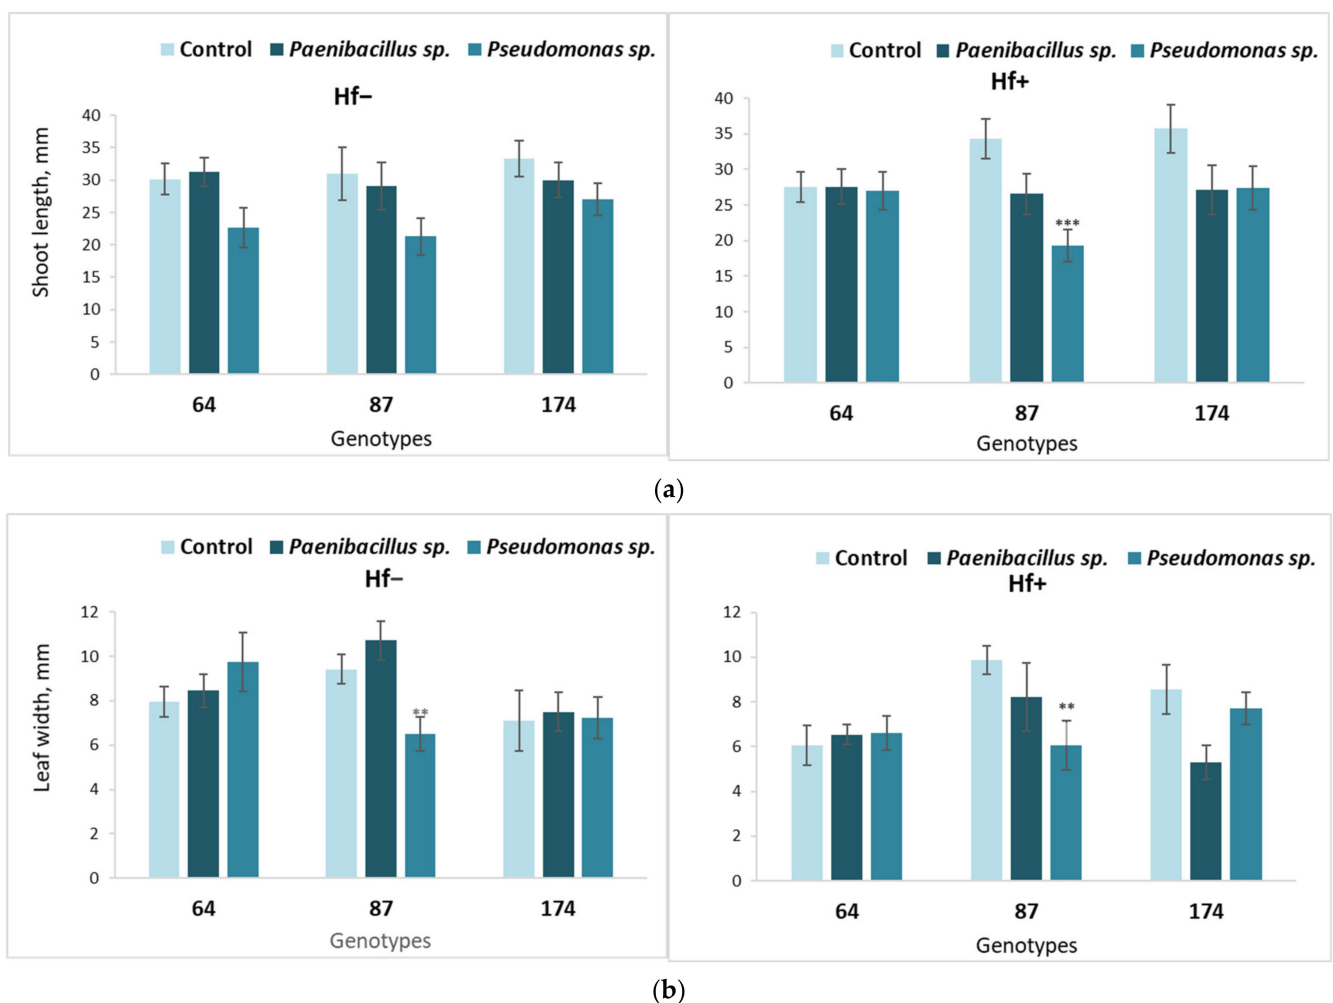 Control Paenibacillus sp. Pseudomonas sp.
Hf–
Shoot length, mm
40
35
30
25
20
15
10
5
0
64 87 174
Genotypes
Control Paenibacillus sp. Pseudomonas sp.
Hf+
40
35
30
25
20
15
10
5
0
***
64 87 174
Genotypes
(a)
Control Paenibacillus sp. Pseudomonas sp.
Hf–
Leaf width, mm
12
10
8
6
4
2
0
**
64 87 174
Genotypes
Control Paenibacillus sp. Pseudomonas sp.
Hf+
12
10
8
6
4
2
0
**
64 87 174
Genotypes
(b)